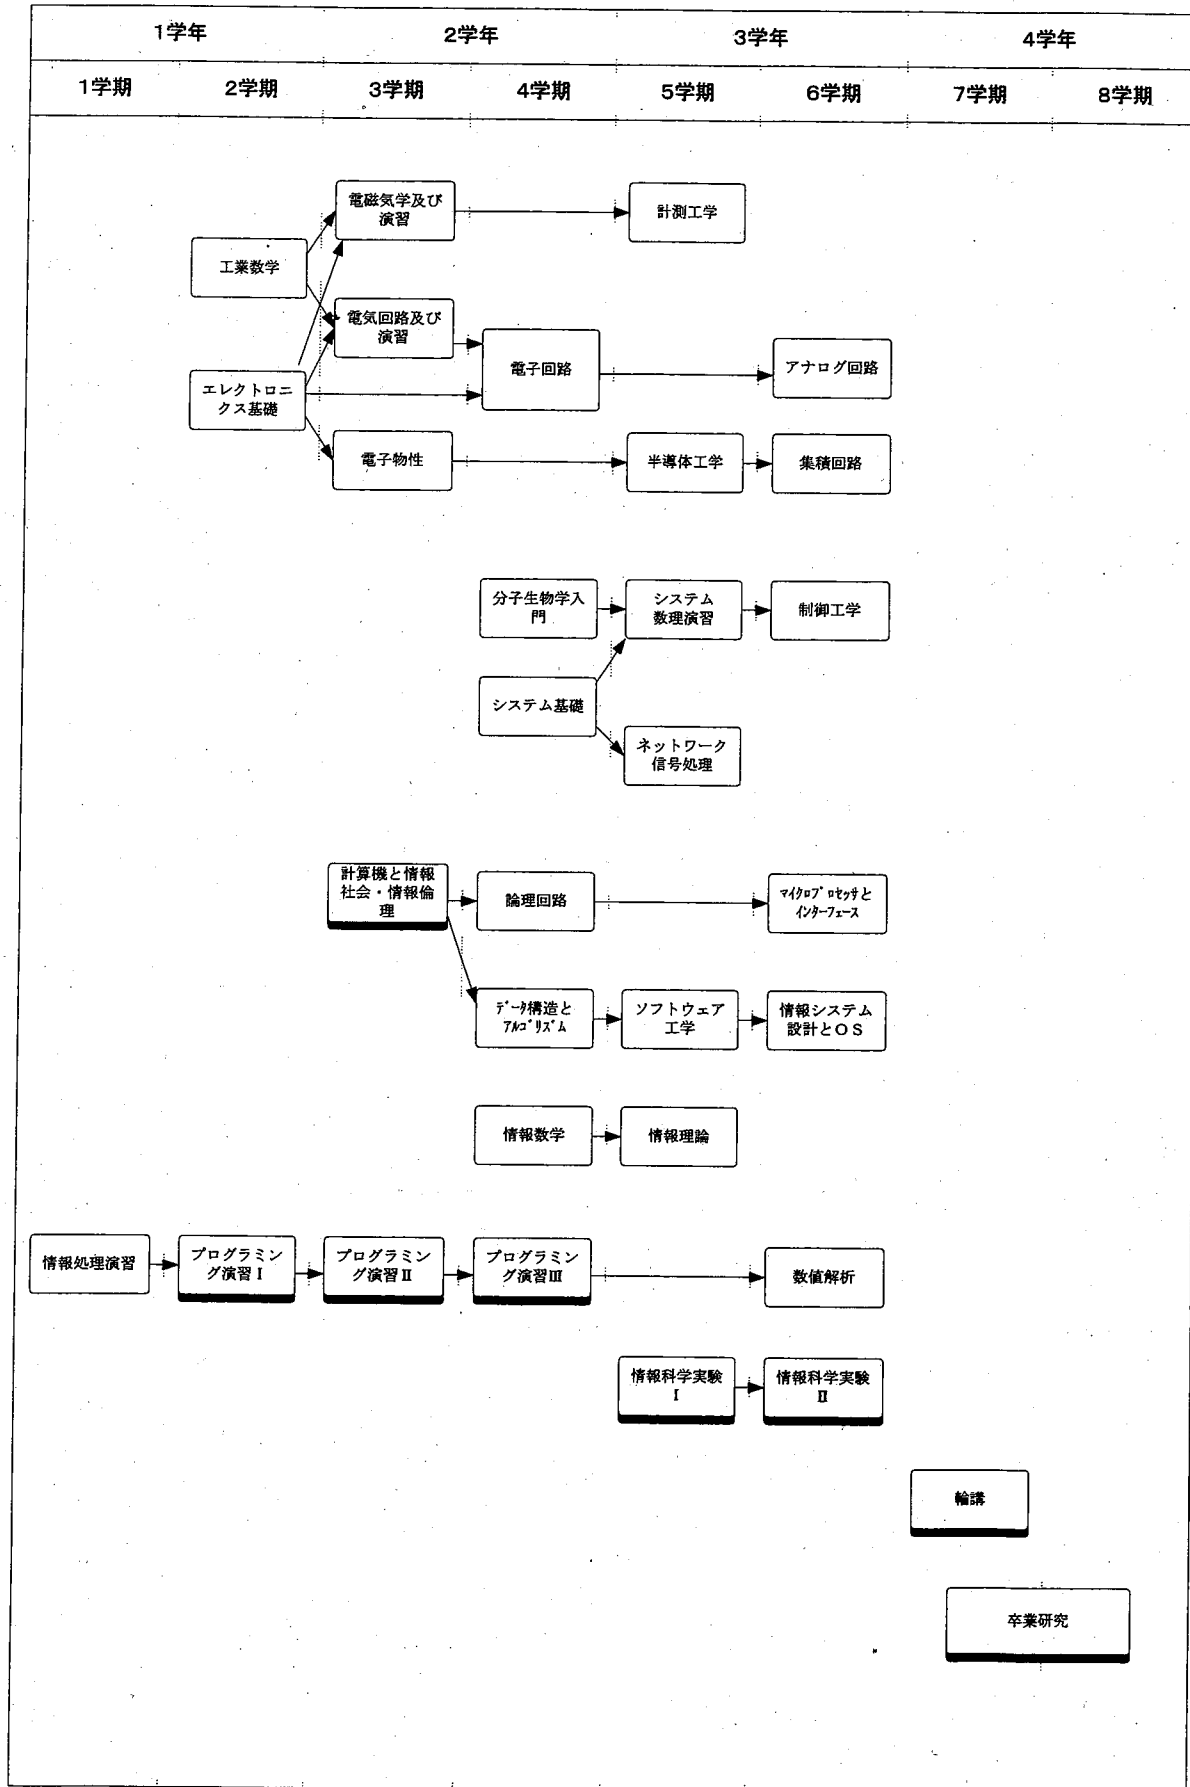 1学年
2学年
3学年
4学年
1学期
2学期
3学期
4学期
5学期
6学期
7学期
8学期
電磁気学及び
演習
計測工学
工業数学
電気回路及び
演習
電子回路
アナログ回路
エレクトロニ
クス基礎
電子物性
半導体工学
集積回路
分子生物学入
門
システム
数理演習
制御工学
システム基礎
ネットワーク
信号処理
計算機と情報
社会・情報倫
理
論理回路
ﾏｲｸﾛﾌﾟﾛｾｯｻと
ｲﾝﾀｰﾌｪｰｽ
ﾃﾞｰﾀ構造と
ｱﾙｺﾞﾘｽﾞﾑ
ソフトウェア
工学
情報システム
設計とＯＳ
情報数学
情報理論
情報処理演習
プログラミン
グ演習Ⅰ
プログラミン
グ演習Ⅱ
プログラミン
グ演習Ⅲ
数値解析
情報科学実験
Ⅰ
情報科学実験
Ⅱ
輪講
卒業研究